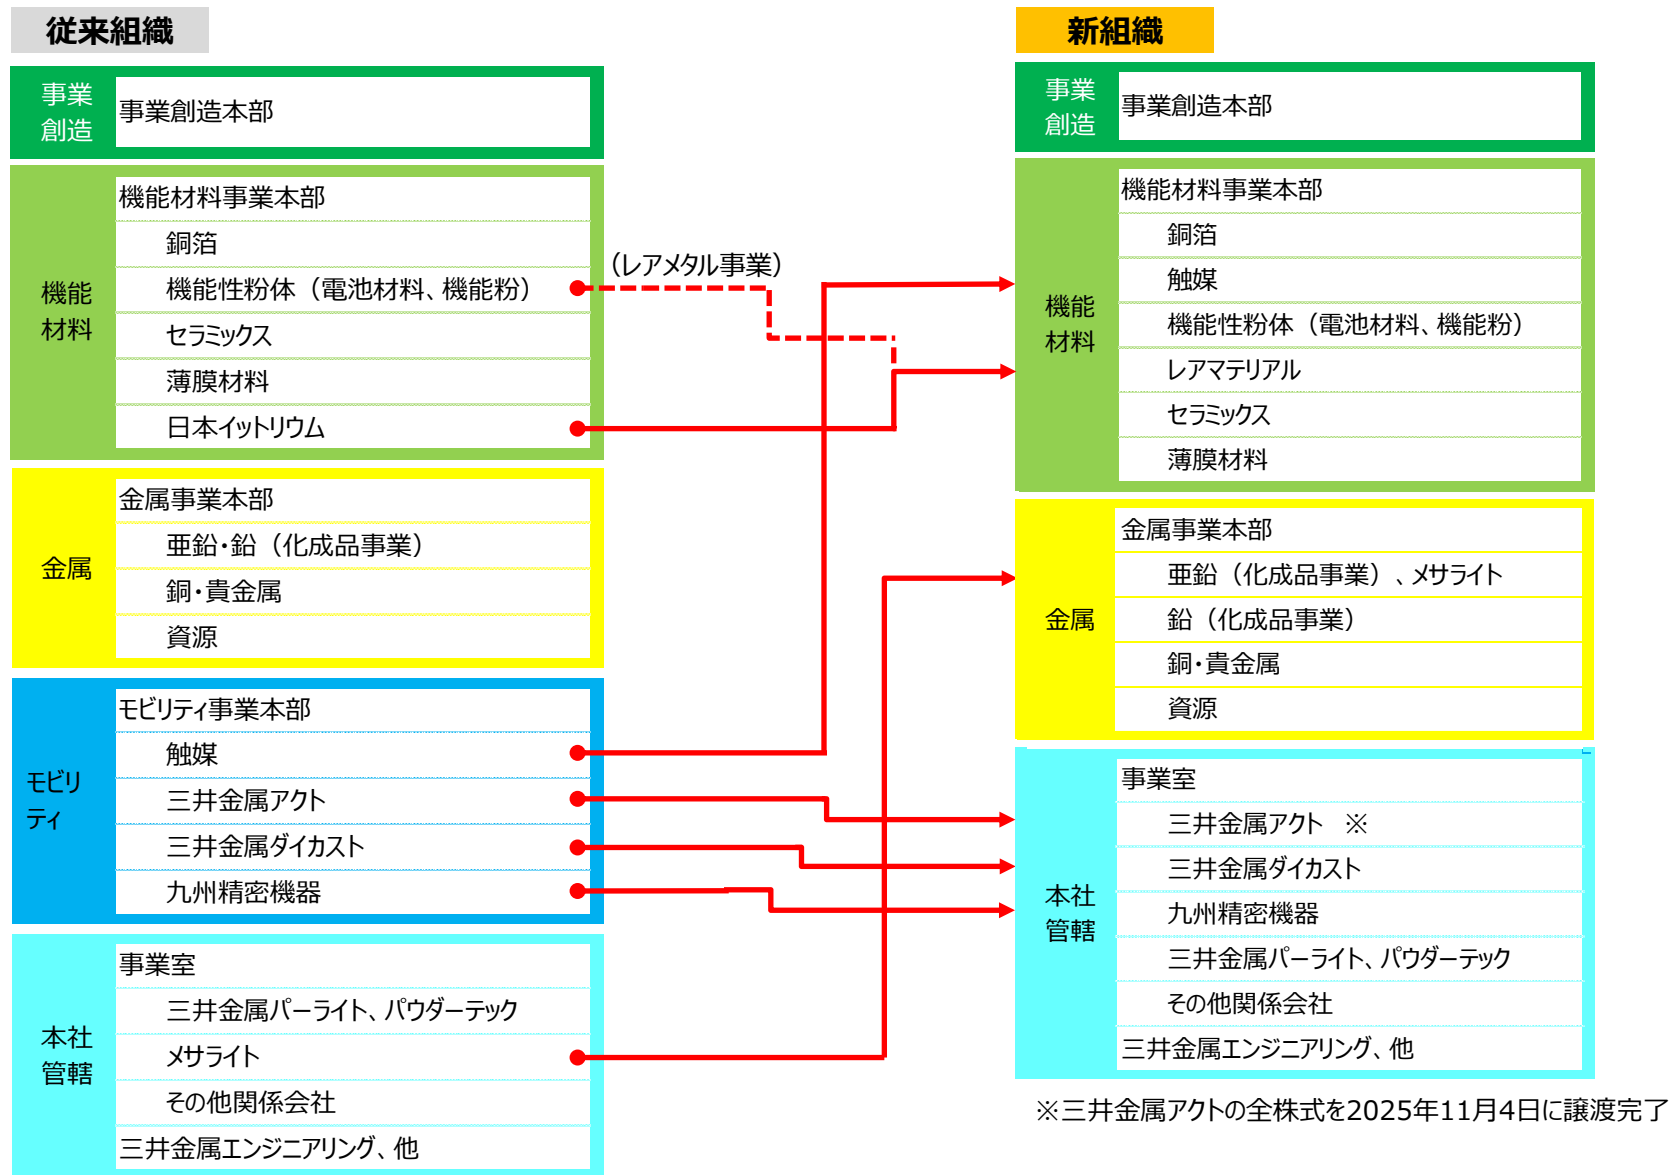 従来組織
事業
創造
事業創造本部
機能
材料
機能材料事業本部
銅箔
機能性粉体（電池材料、機能粉）
セラミックス
薄膜材料
日本イットリウム
金属
金属事業本部
亜鉛・鉛（化成品事業）
銅・貴金属
資源
モビリ
ティ
モビリティ事業本部
触媒
三井金属アクト
三井金属ダイカスト
九州精密機器
本社
管轄
事業室
三井金属パーライト、パウダーテック
メサライト
その他関係会社
三井金属エンジニアリング、他
（レアメタル事業）
新組織
事業
創造
事業創造本部
機能
材料
機能材料事業本部
銅箔
触媒
機能性粉体（電池材料、機能粉）
レアマテリアル
セラミックス
薄膜材料
金属
金属事業本部
亜鉛（化成品事業）、メサライト
鉛（化成品事業）
銅・貴金属
資源
本社
管轄
事業室
三井金属アクト　※
三井金属ダイカスト
九州精密機器
三井金属パーライト、パウダーテック
その他関係会社
三井金属エンジニアリング、他
※三井金属アクトの全株式を2025年11月4日に譲渡完了